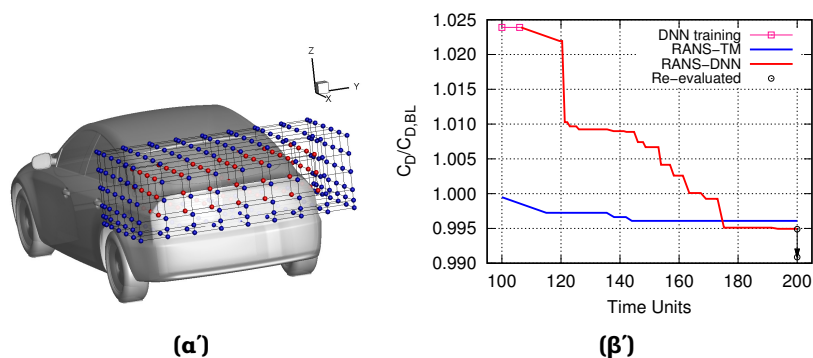 Z
Y
X
1.025
1.020
1.015
1.010
1.005
1.000
0.995
0.990
C_D/C_{D,BL}
DNN training
RANS-TM
RANS-DNN
Re-evaluated
100 120 140 160 180 200
Time Units
(α′) (β′)